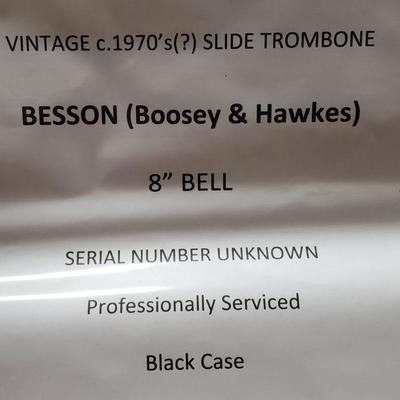 VINTAGE c.1970's(?) SLIDE TROMBONE
BESSON (Boosey & Hawkes)
8” BELL
SERIAL NUMBER UNKNOWN
Professionally Serviced
Black Case